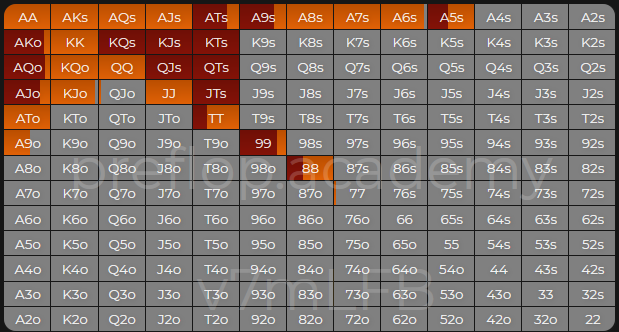 AA AKs AQs AJs ATs A9s A8s A7s A6s A5s A4s A3s A2s
AKo KK KQs KJs KTs K9s K8s K7s K6s K5s K4s K3s K2s
AQo KQo QQ QJs QTs Q9s Q8s Q7s Q6s Q5s Q4s Q3s Q2s
AJo KJo QJo JJ JTs J9s J8s J7s J6s J5s J4s J3s J2s
ATo KTo QTo JTo TT T9s T8s T7s T6s T5s T4s T3s T2s
A9o K9o Q9o J9o T9o 99 98s 97s 96s 95s 94s 93s 92s
A8o K8o Q8o J8o T8o 98o 88 87s 86s 85s 84s 83s 82s
preflop.academy
A7o K7o Q7o J7o T7o 97o 87o 77 76s 75s 74s 73s 72s
A6o K6o Q6o J6o T6o 96o 86o 76o 66 65s 64s 63s 62s
A5o K5o Q5o J5o T5o 95o 85o 75o 65o 55 54s 53s 52s
A4o K4o Q4o J4o T4o 94o 84o 74o 64o 54o 44 43s 42s
v7mLFB
A3o K3o Q3o J3o T3o 93o 83o 73o 63o 53o 43o 33 32s
A2o K2o Q2o J2o T2o 92o 82o 72o 62o 52o 42o 32o 22